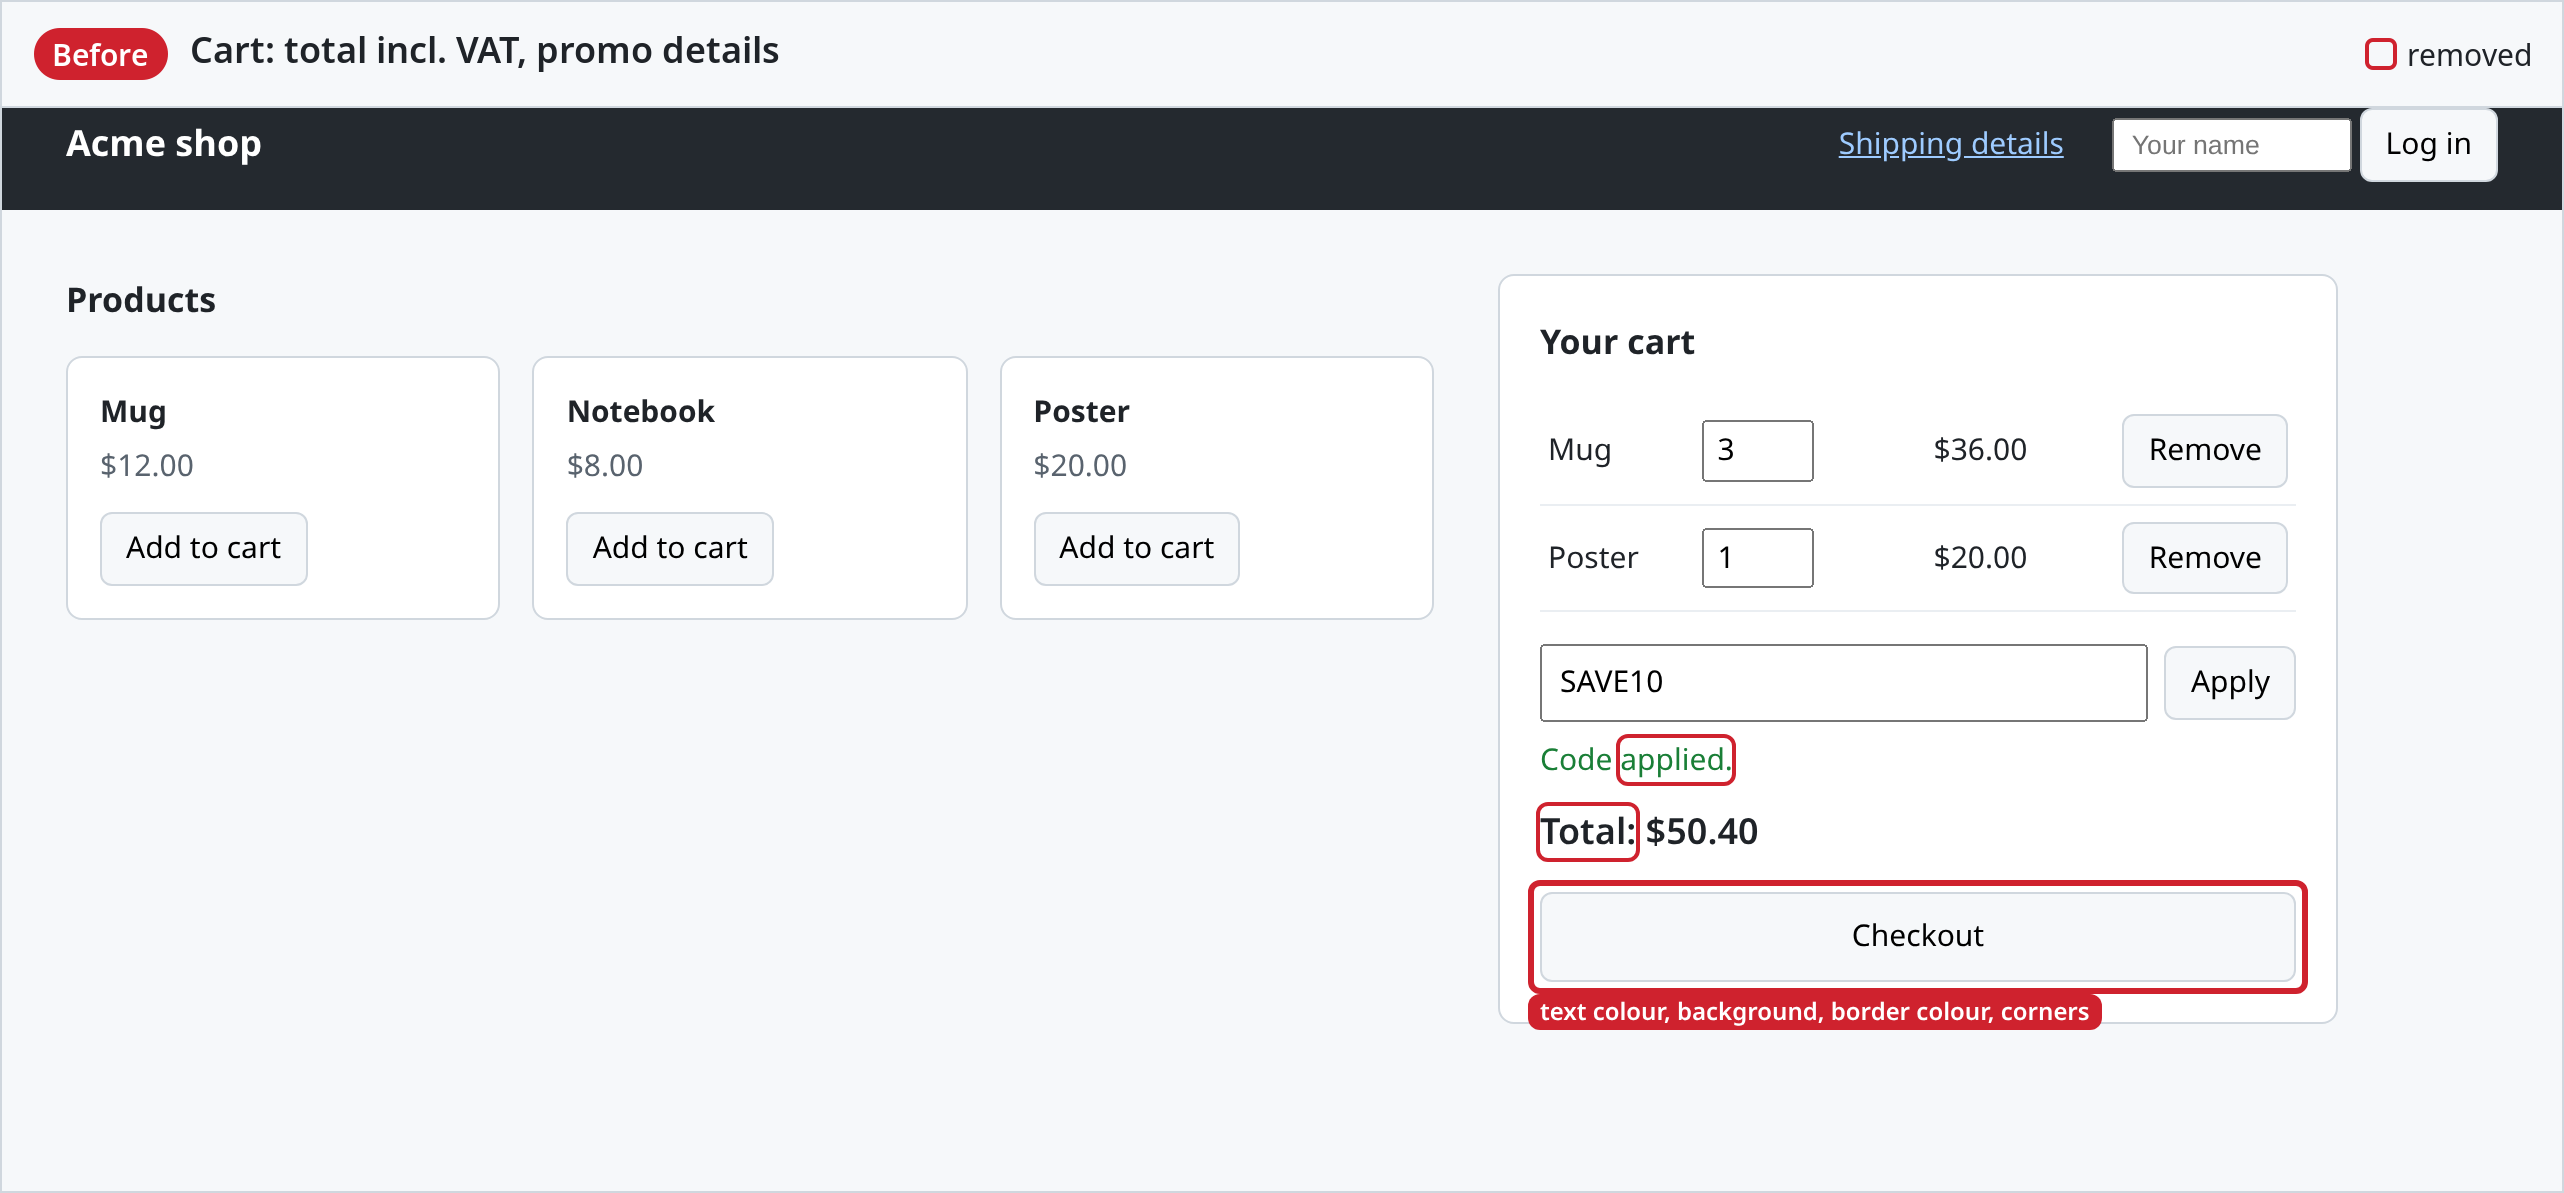 Before Cart: total incl. VAT, promo details
removed
Acme shop
Shipping details
Your name
Log in
Products
Mug
$12.00
Add to cart
Notebook
$8.00
Add to cart
Poster
$20.00
Add to cart
Your cart
Mug 3 $36.00 Remove
Poster 1 $20.00 Remove
SAVE10 Apply
Code applied.
Total: $50.40
Checkout
text colour, background, border colour, corners